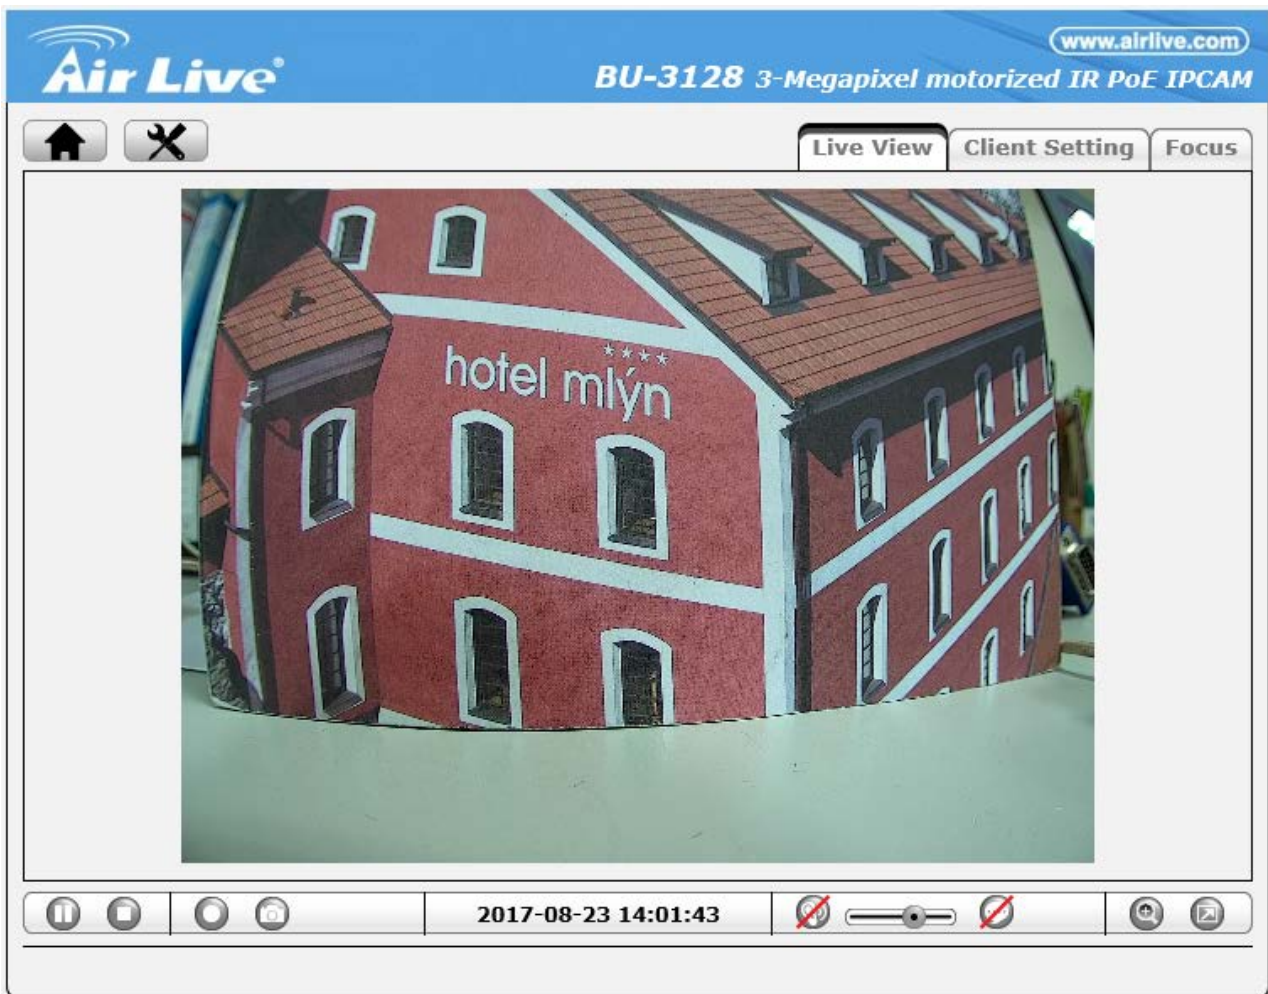 www.airlive.com
Air Live®
BU-3128 3-Megapixel motorized IR PoE IPCAM
Live View
Client Setting
Focus
★★★★
hotel mlýn
2017-08-23 14:01:43